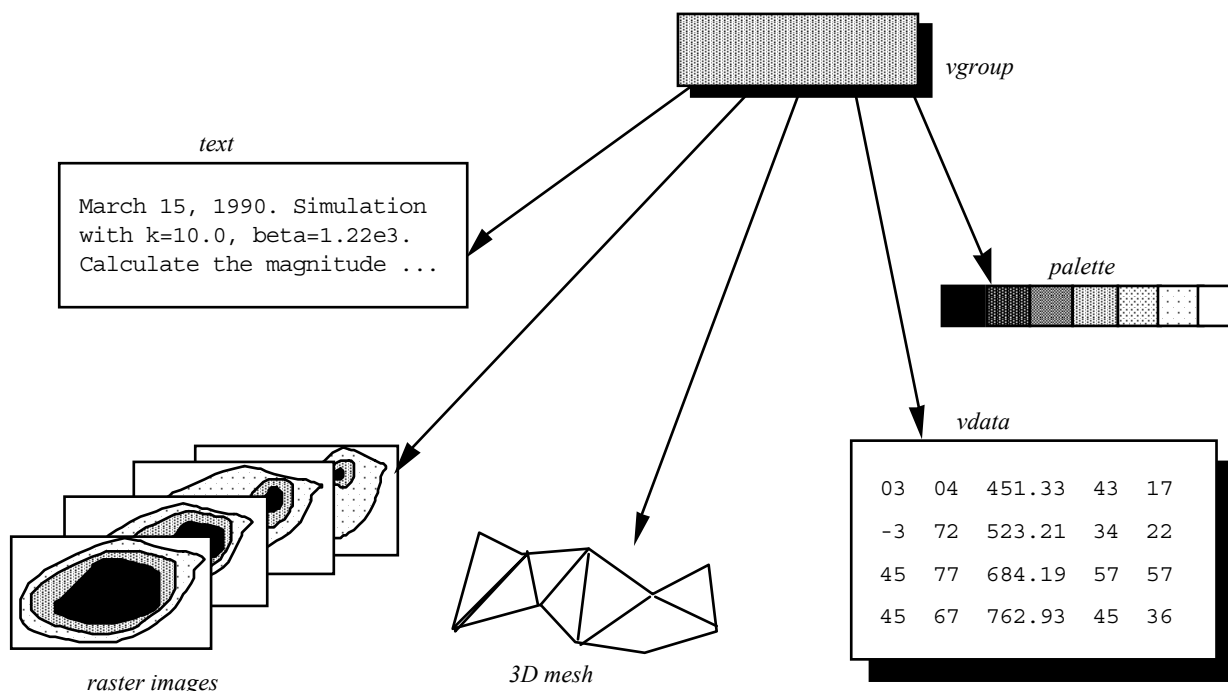 vgroup
text
March 15, 1990. Simulation
with k=10.0, beta=1.22e3.
Calculate the magnitude ...
palette
vdata
03 04 451.33 43 17
-3 72 523.21 34 22
45 77 684.19 57 57
45 67 762.93 45 36
3D mesh
raster images